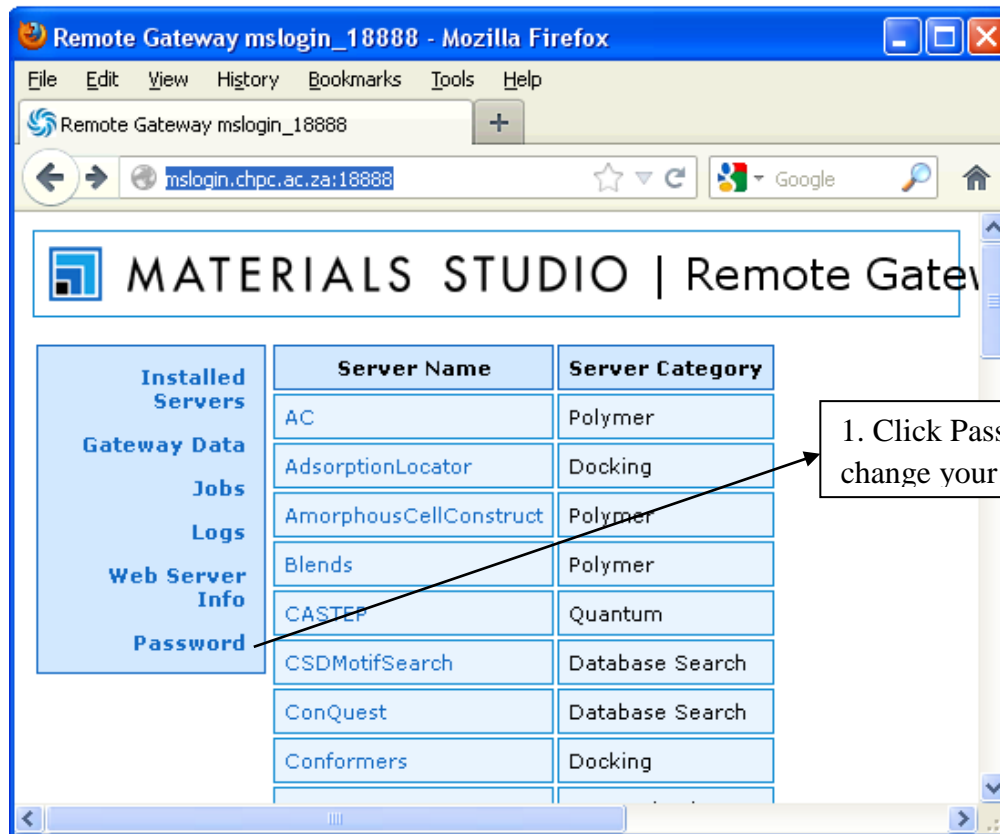 Remote Gateway mslogin_18888 - Mozilla Firefox
File Edit View History Bookmarks Tools Help
Remote Gateway mslogin_18888
mslogin.chpc.ac.za:18888
Google
MATERIALS STUDIO | Remote Gatew
Installed
Servers
Gateway Data
Jobs
Logs
Web Server
Info
Password
Server Name Server Category
AC Polymer
AdsorptionLocator Docking
AmorphousCellConstruct Polymer
Blends Polymer
CASTEP Quantum
CSDMotifSearch Database Search
ConQuest Database Search
Conformers Docking
1. Click Pass
change your